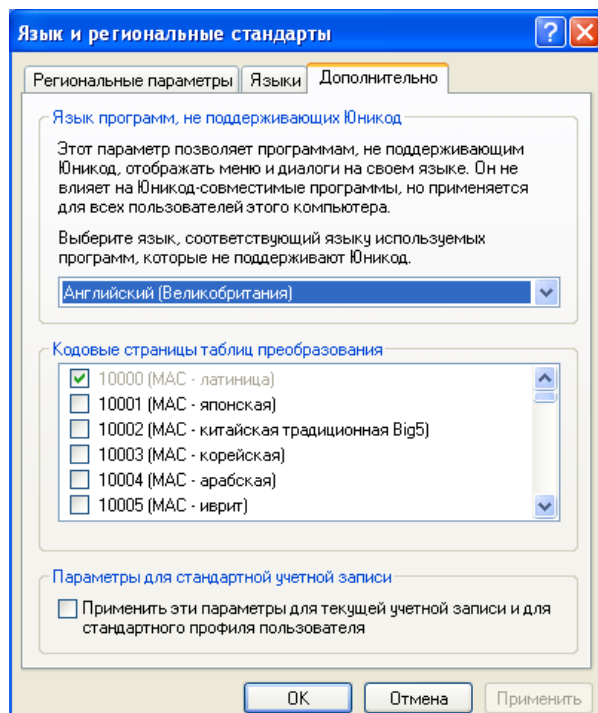 Язык и региональные стандарты
Региональные параметры Языки Дополнительно
Язык программ, не поддерживающих Юникод
Этот параметр позволяет программам, не поддерживающим
Юникод, отображать меню и диалоги на своем языке. Он не
влияет на Юникод-совместимые программы, но применяется
для всех пользователей этого компьютера.
Выберите язык, соответствующий языку используемых
программ, которые не поддерживают Юникод.
Английский (Великобритания)
Кодовые страницы таблиц преобразования
10000 (MAC - латиница)
10001 (MAC - японская)
10002 (MAC - китайская традиционная Big5)
10003 (MAC - корейская)
10004 (MAC - арабская)
10005 (MAC - иврит)
Параметры для стандартной учетной записи
Применить эти параметры для текущей учетной записи и для
стандартного профиля пользователя
OK Отмена Применить